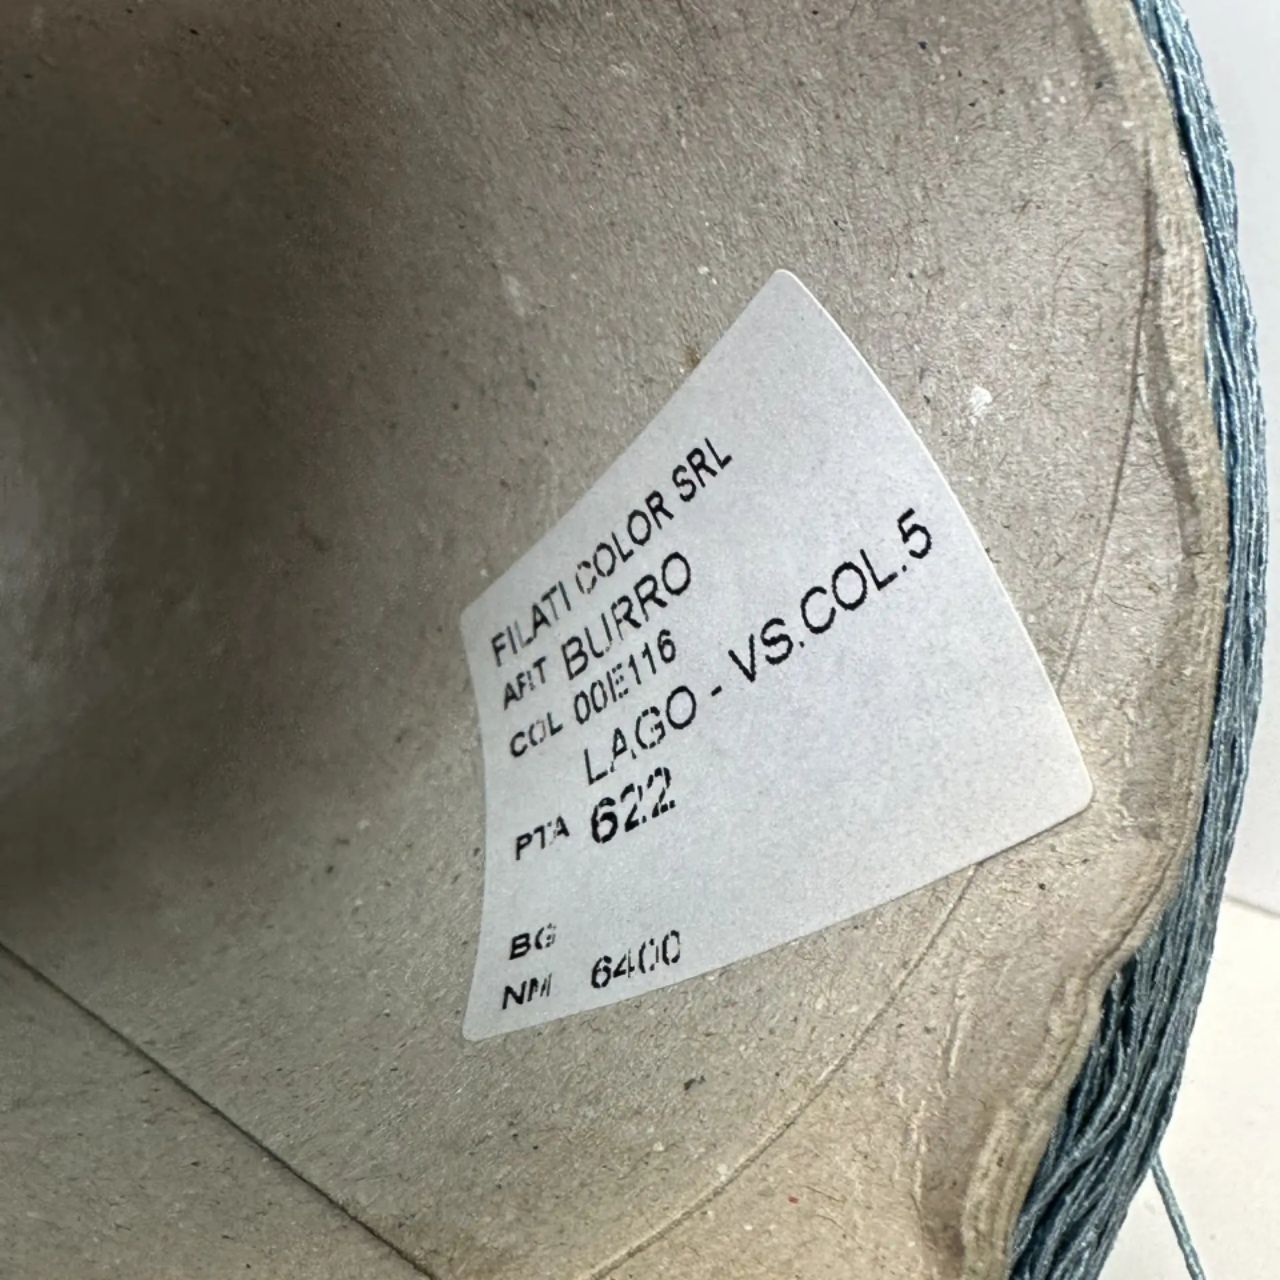 FILATI COLOR SRL
ART BURRO
COL 00E116
LAGO - VS.COL.5
PTA 622
BG
NM 6400